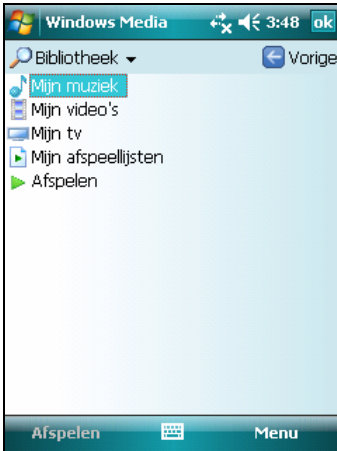 Windows Media 3:48 ok
Bibliotheek Vorige
Mijn muziek
Mijn video's
Mijn tv
Mijn afspeellijsten
Afspelen
Afspelen Menu